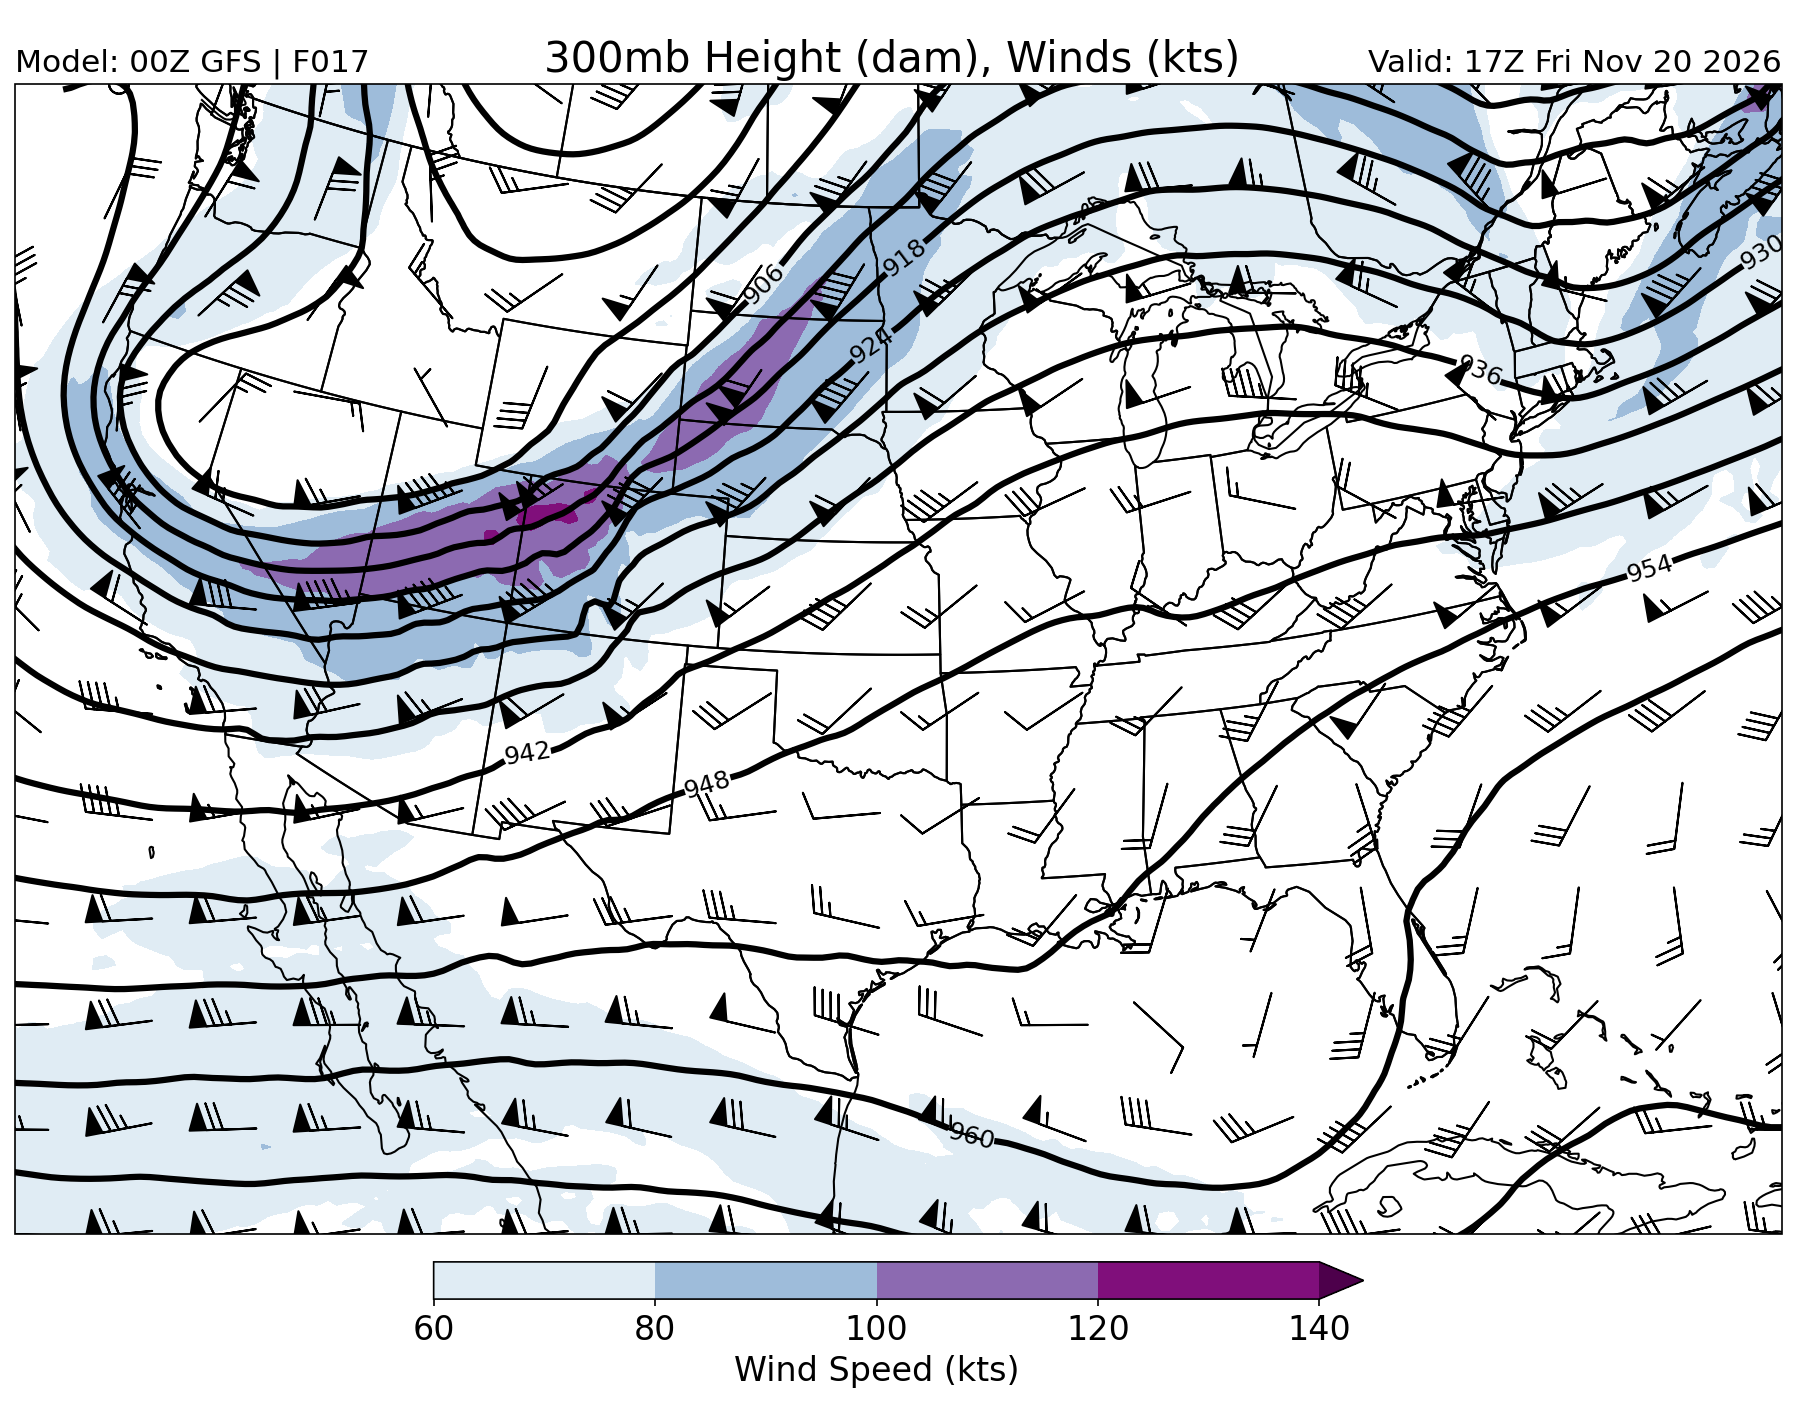 Model: 00Z GFS | F017
300mb Height (dam), Winds (kts)
Valid: 17Z Fri Nov 20 2026
906
918
924
930
936
942
948
954
960
60 80 100 120 140
Wind Speed (kts)